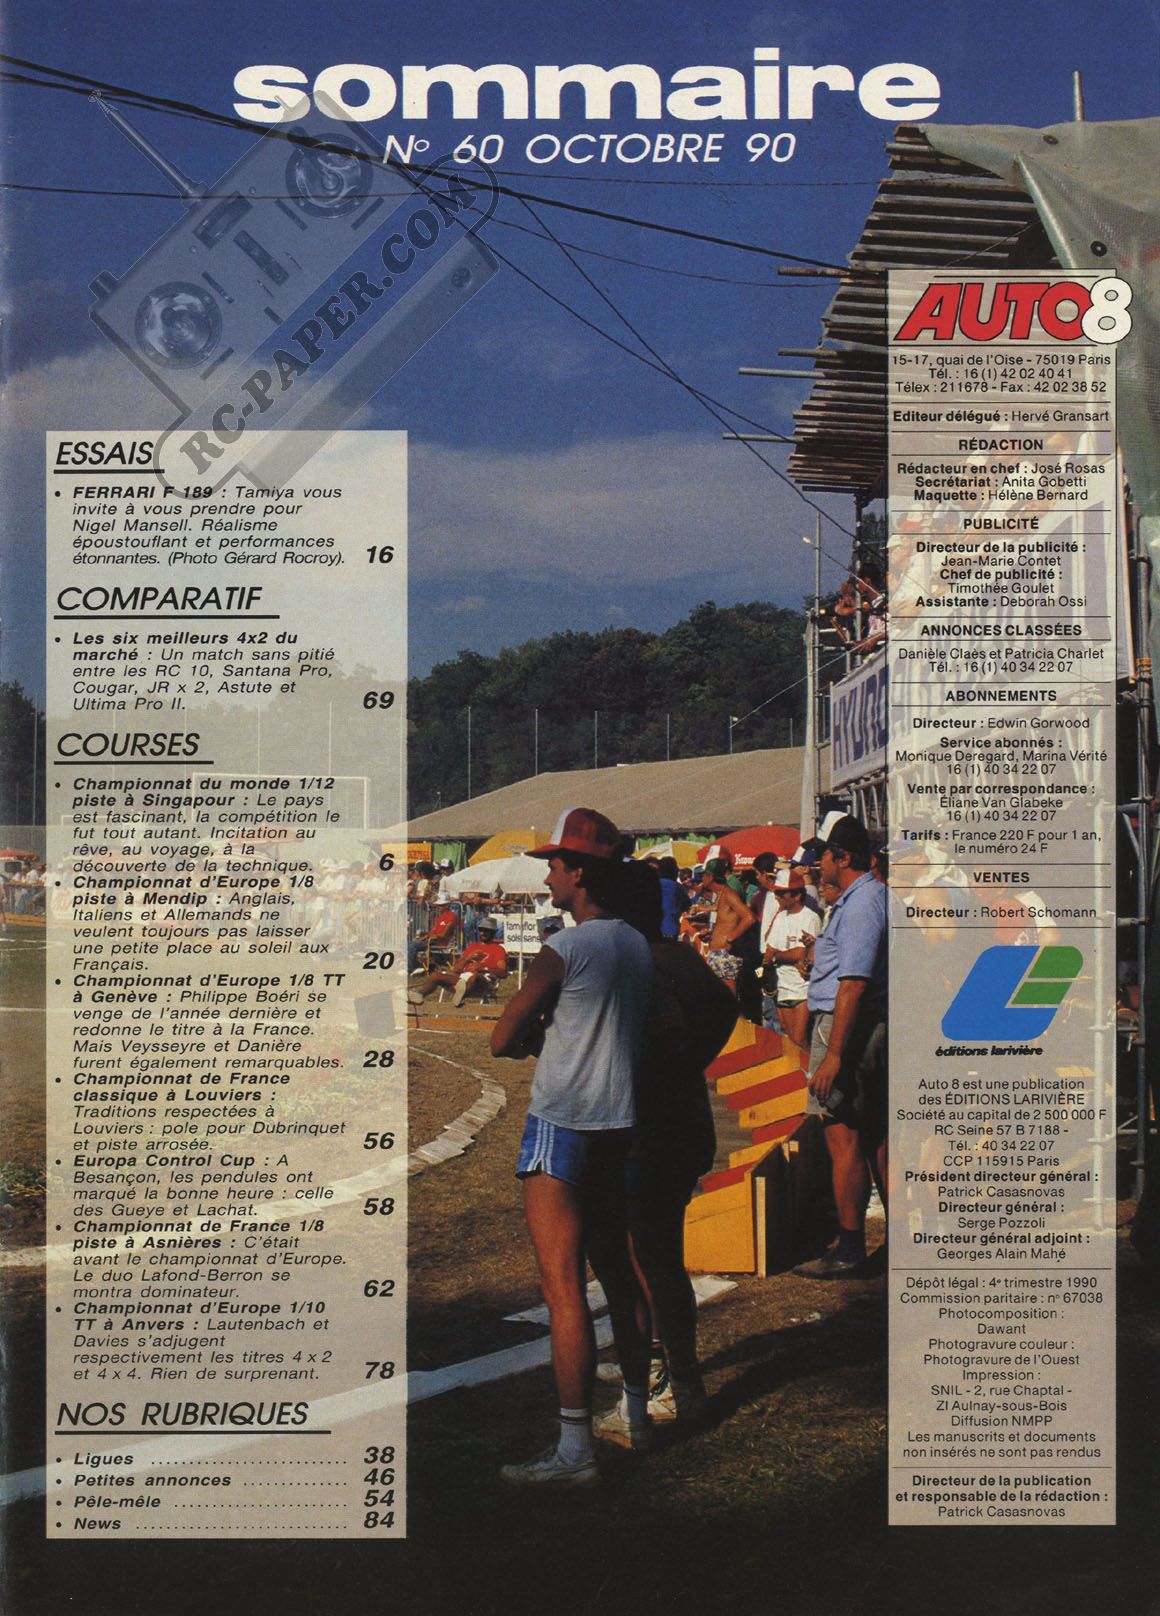 sommaire
N° 60 OCTOBRE 90
RC-PAPER.COM
ESSAIS
• FERRARI F 189 : Tamiya vous
invite à vous prendre pour
Nigel Mansell. Réalisme
époustouflant et performances
étonnantes. (Photo Gérard Rocroy). 16
COMPARATIF
• Les six meilleurs 4x2 du
marché : Un match sans pitié
entre les RC 10, Santana Pro,
Cougar, JR x 2, Astute et
Ultima Pro II. 69
COURSES
• Championnat du monde 1/12
piste à Singapour : Le pays
est fascinant, la compétition le
fut tout autant. Incitation au
rêve, au voyage, à la
découverte de la technique. 6
• Championnat d'Europe 1/8
piste à Mendip : Anglais,
Italiens et Allemands ne
veulent toujours pas laisser
une petite place au soleil aux
Français. 20
• Championnat d'Europe 1/8 TT
à Genève : Philippe Boéri se
venge de l'année dernière et
redonne le titre à la France.
Mais Veysseyre et Danière
furent également remarquables. 28
• Championnat de France
classique à Louviers :
Traditions respectées à
Louviers : pole pour Dubrinquet
et piste arrosée. 56
• Europa Control Cup : A
Besançon, les pendules ont
marqué la bonne heure : celle
des Gueye et Lachat. 58
• Championnat de France 1/8
piste à Asnières : C'était
avant le championnat d'Europe.
Le duo Lafond-Berron se
montra dominateur. 62
• Championnat d'Europe 1/10
TT à Anvers : Lautenbach et
Davies s'adjugent
respectivement les titres 4 x 2
et 4 x 4. Rien de surprenant. 78
NOS RUBRIQUES
• Ligues .......................... 38
• Petites annonces .............. 46
• Pêle-mêle ....................... 54
• News ............................ 84
AUTO8
15-17, quai de l'Oise - 75019 Paris
Tél. : 16 (1) 42 02 40 41
Télex : 211678 - Fax : 42 02 38 52
Editeur délégué : Hervé Gransart
RÉDACTION
Rédacteur en chef : José Rosas
Secrétariat : Anita Gobetti
Maquette : Hélène Bernard
PUBLICITÉ
Directeur de la publicité :
Jean-Marie Contet
Chef de publicité :
Timothée Goulet
Assistante : Deborah Ossi
ANNONCES CLASSÉES
Danièle Claès et Patricia Charlet
Tél. : 16 (1) 40 34 22 07
ABONNEMENTS
Directeur : Edwin Gorwood
Service abonnés :
Monique Deregard, Marina Vérité
16 (1) 40 34 22 07
Vente par correspondance :
Éliane Van Glabeke
16 (1) 40 34 22 07
Tarifs : France 220 F pour 1 an,
le numéro 24 F
VENTES
Directeur : Robert Schomann
éditions larivière
Auto 8 est une publication
des ÉDITIONS LARIVIÈRE
Société au capital de 2 500 000 F
RC Seine 57 B 7188 -
Tél. : 40 34 22 07
CCP 115915 Paris
Président directeur général :
Patrick Casasnovas
Directeur général :
Serge Pozzoli
Directeur général adjoint :
Georges Alain Mahé
Dépôt légal : 4e trimestre 1990
Commission paritaire : n° 67038
Photocomposition :
Dawant
Photogravure couleur :
Photogravure de l'Ouest
Impression :
SNIL - 2, rue Chaptal -
ZI Aulnay-sous-Bois
Diffusion NMPP
Les manuscrits et documents
non insérés ne sont pas rendus
Directeur de la publication
et responsable de la rédaction :
Patrick Casasnovas